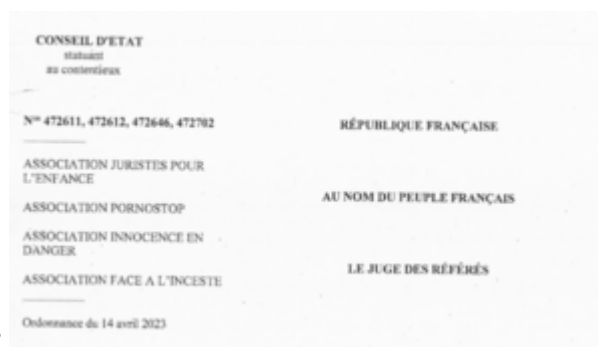 CONSEIL D'ETAT
statuant
au contentieux
Nos 472611, 472612, 472646, 472702
ASSOCIATION JURISTES POUR
L'ENFANCE
ASSOCIATION PORNOSTOP
ASSOCIATION INNOCENCE EN
DANGER
ASSOCIATION FACE A L'INCESTE
Ordonnance du 14 avril 2023
RÉPUBLIQUE FRANÇAISE
AU NOM DU PEUPLE FRANÇAIS
LE JUGE DES RÉFÉRÉS